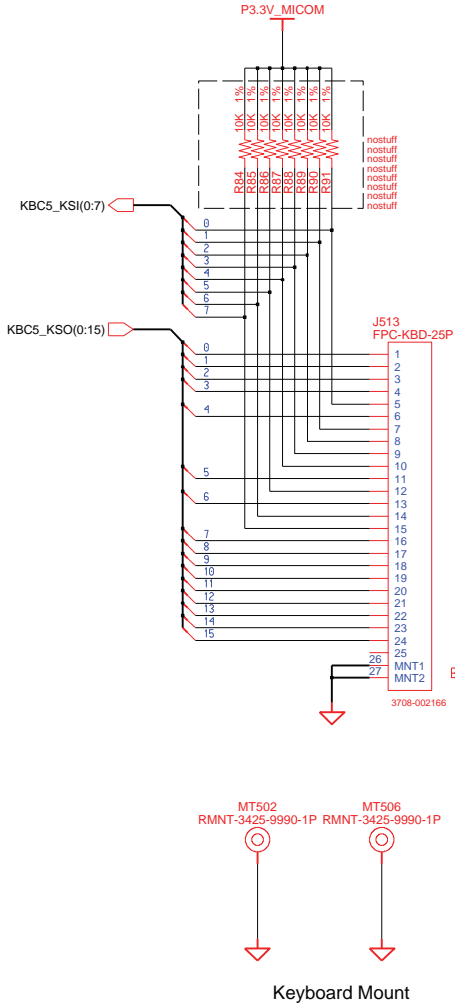 P3.3V_MICOM
10K 1%
10K 1%
10K 1%
10K 1%
10K 1%
10K 1%
10K 1%
10K 1%
R84
R85
R86
R87
R88
R89
R90
R91
nostuff
nostuff
nostuff
nostuff
nostuff
nostuff
nostuff
nostuff
KBC5_KSI(0:7)
0
1
2
3
4
5
6
7
KBC5_KSO(0:15)
0
1
2
3
4
5
6
7
8
9
10
11
12
13
14
15
J513
FPC-KBD-25P
1
2
3
4
5
6
7
8
9
10
11
12
13
14
15
16
17
18
19
20
21
22
23
24
25
26 MNT1
27 MNT2
3708-002166
MT502
RMNT-3425-9990-1P
MT506
RMNT-3425-9990-1P
Keyboard Mount